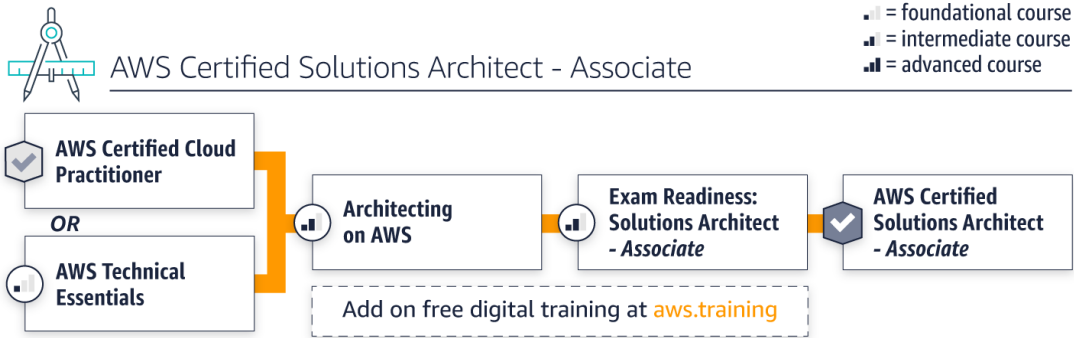 = foundational course
= intermediate course
= advanced course
AWS Certified Solutions Architect - Associate
AWS Certified Cloud
Practitioner
OR
AWS Technical
Essentials
Architecting
on AWS
Exam Readiness:
Solutions Architect
- Associate
AWS Certified
Solutions Architect
- Associate
Add on free digital training at aws.training